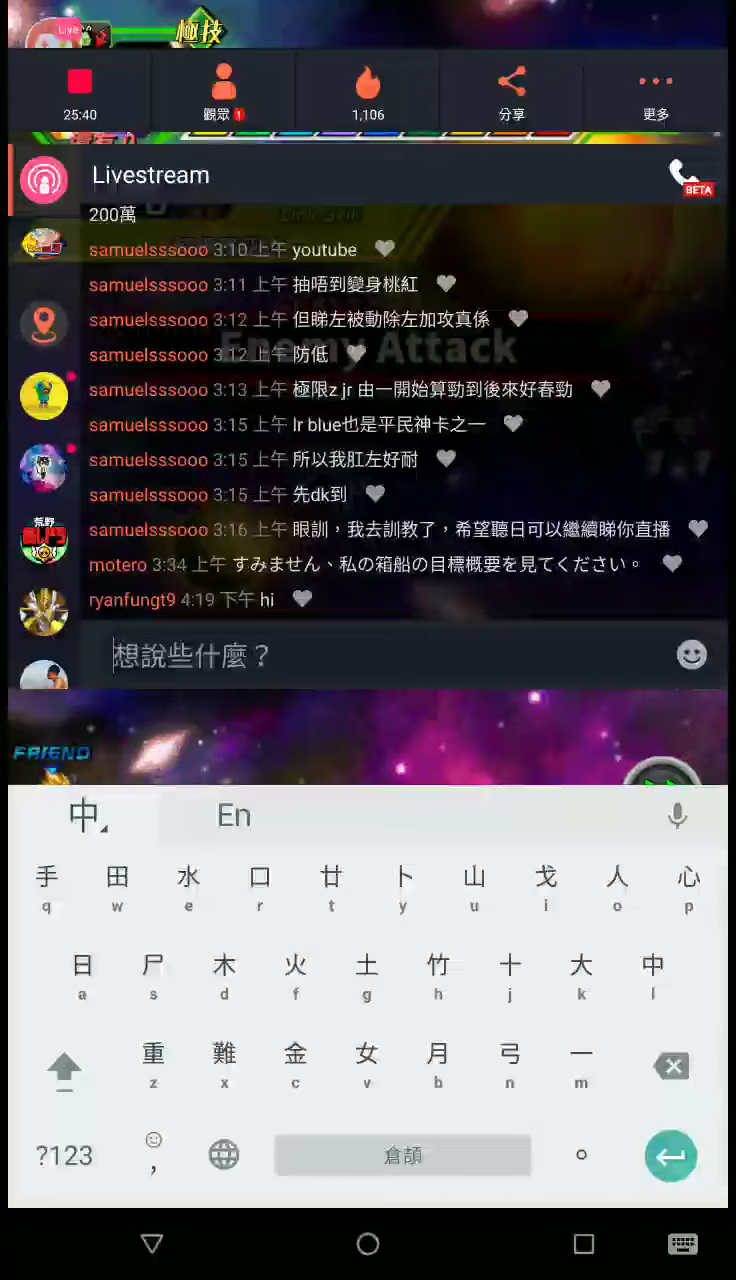 Live
極技
25:40
觀眾 1
1,106
分享
更多
Livestream
BETA
200萬
Link Skill
samuelsssooo 3:10 上午 youtube
samuelsssooo 3:11 上午 抽唔到變身桃紅
samuelsssooo 3:12 上午 但睇左被動除左加攻真係
Enemy Attack
samuelsssooo 3:12 上午 防低
samuelsssooo 3:13 上午 極限z jr 由一開始算勁到後來好春勁
samuelsssooo 3:15 上午 lr blue也是平民神卡之一
samuelsssooo 3:15 上午 所以我肛左好耐
samuelsssooo 3:15 上午 先dk到
荒野
samuelsssooo 3:16 上午 眼訓，我去訓教了，希望聽日可以繼續睇你直播
motero 3:34 上午 すみません、私の箱船の目標概要を見てください。
ryanfungt9 4:19 下午 hi
想說些什麼？
FRIEND
中 En
手 田 水 口 廿 卜 山 戈 人 心
q w e r t y u i o p
日 尸 木 火 土 竹 十 大 中
a s d f g h j k l
重 難 金 女 月 弓 一
z x c v b n m
?123 , 倉頡 。